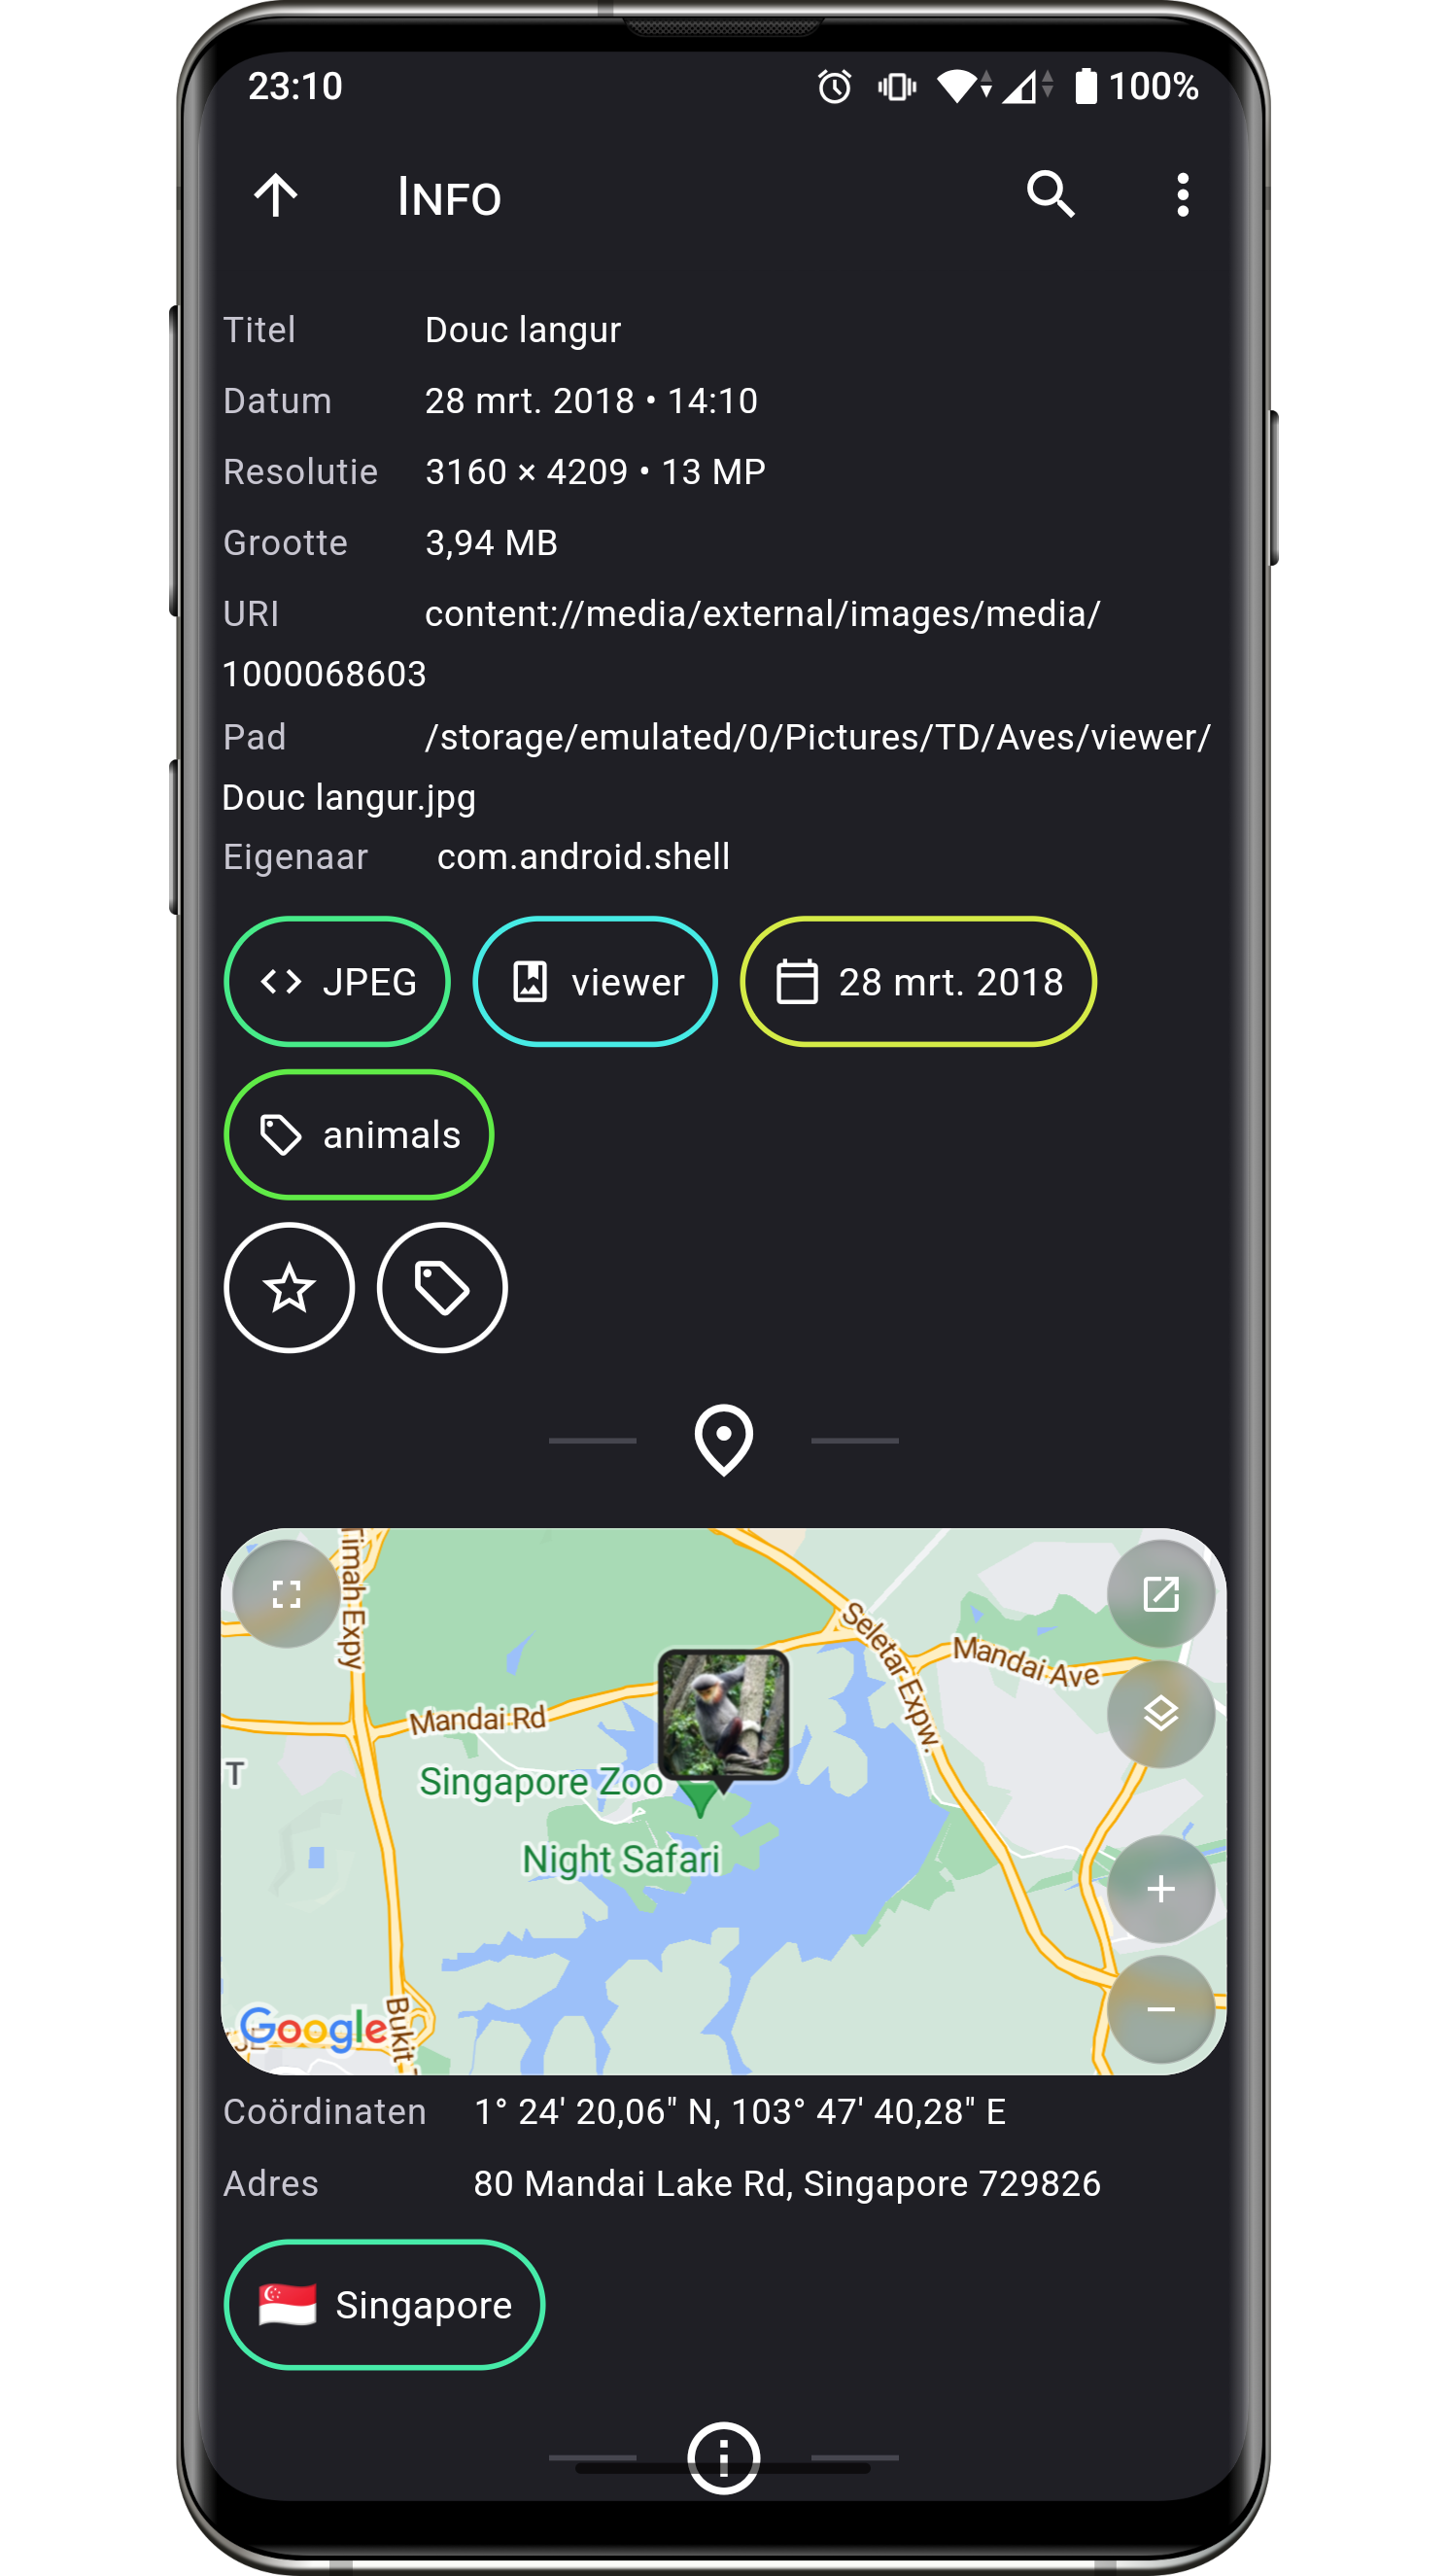 23:10 100%
INFO
Titel Douc langur
Datum 28 mrt. 2018 • 14:10
Resolutie 3160 × 4209 • 13 MP
Grootte 3,94 MB
URI content://media/external/images/media/
1000068603
Pad /storage/emulated/0/Pictures/TD/Aves/viewer/
Douc langur.jpg
Eigenaar com.android.shell
JPEG viewer 28 mrt. 2018
animals
Timah Expy
Seletar Expw.
Mandai Ave
Mandai Rd
T
Singapore Zoo
Night Safari
Google
Bukit
Coördinaten 1° 24' 20,06" N, 103° 47' 40,28" E
Adres 80 Mandai Lake Rd, Singapore 729826
Singapore